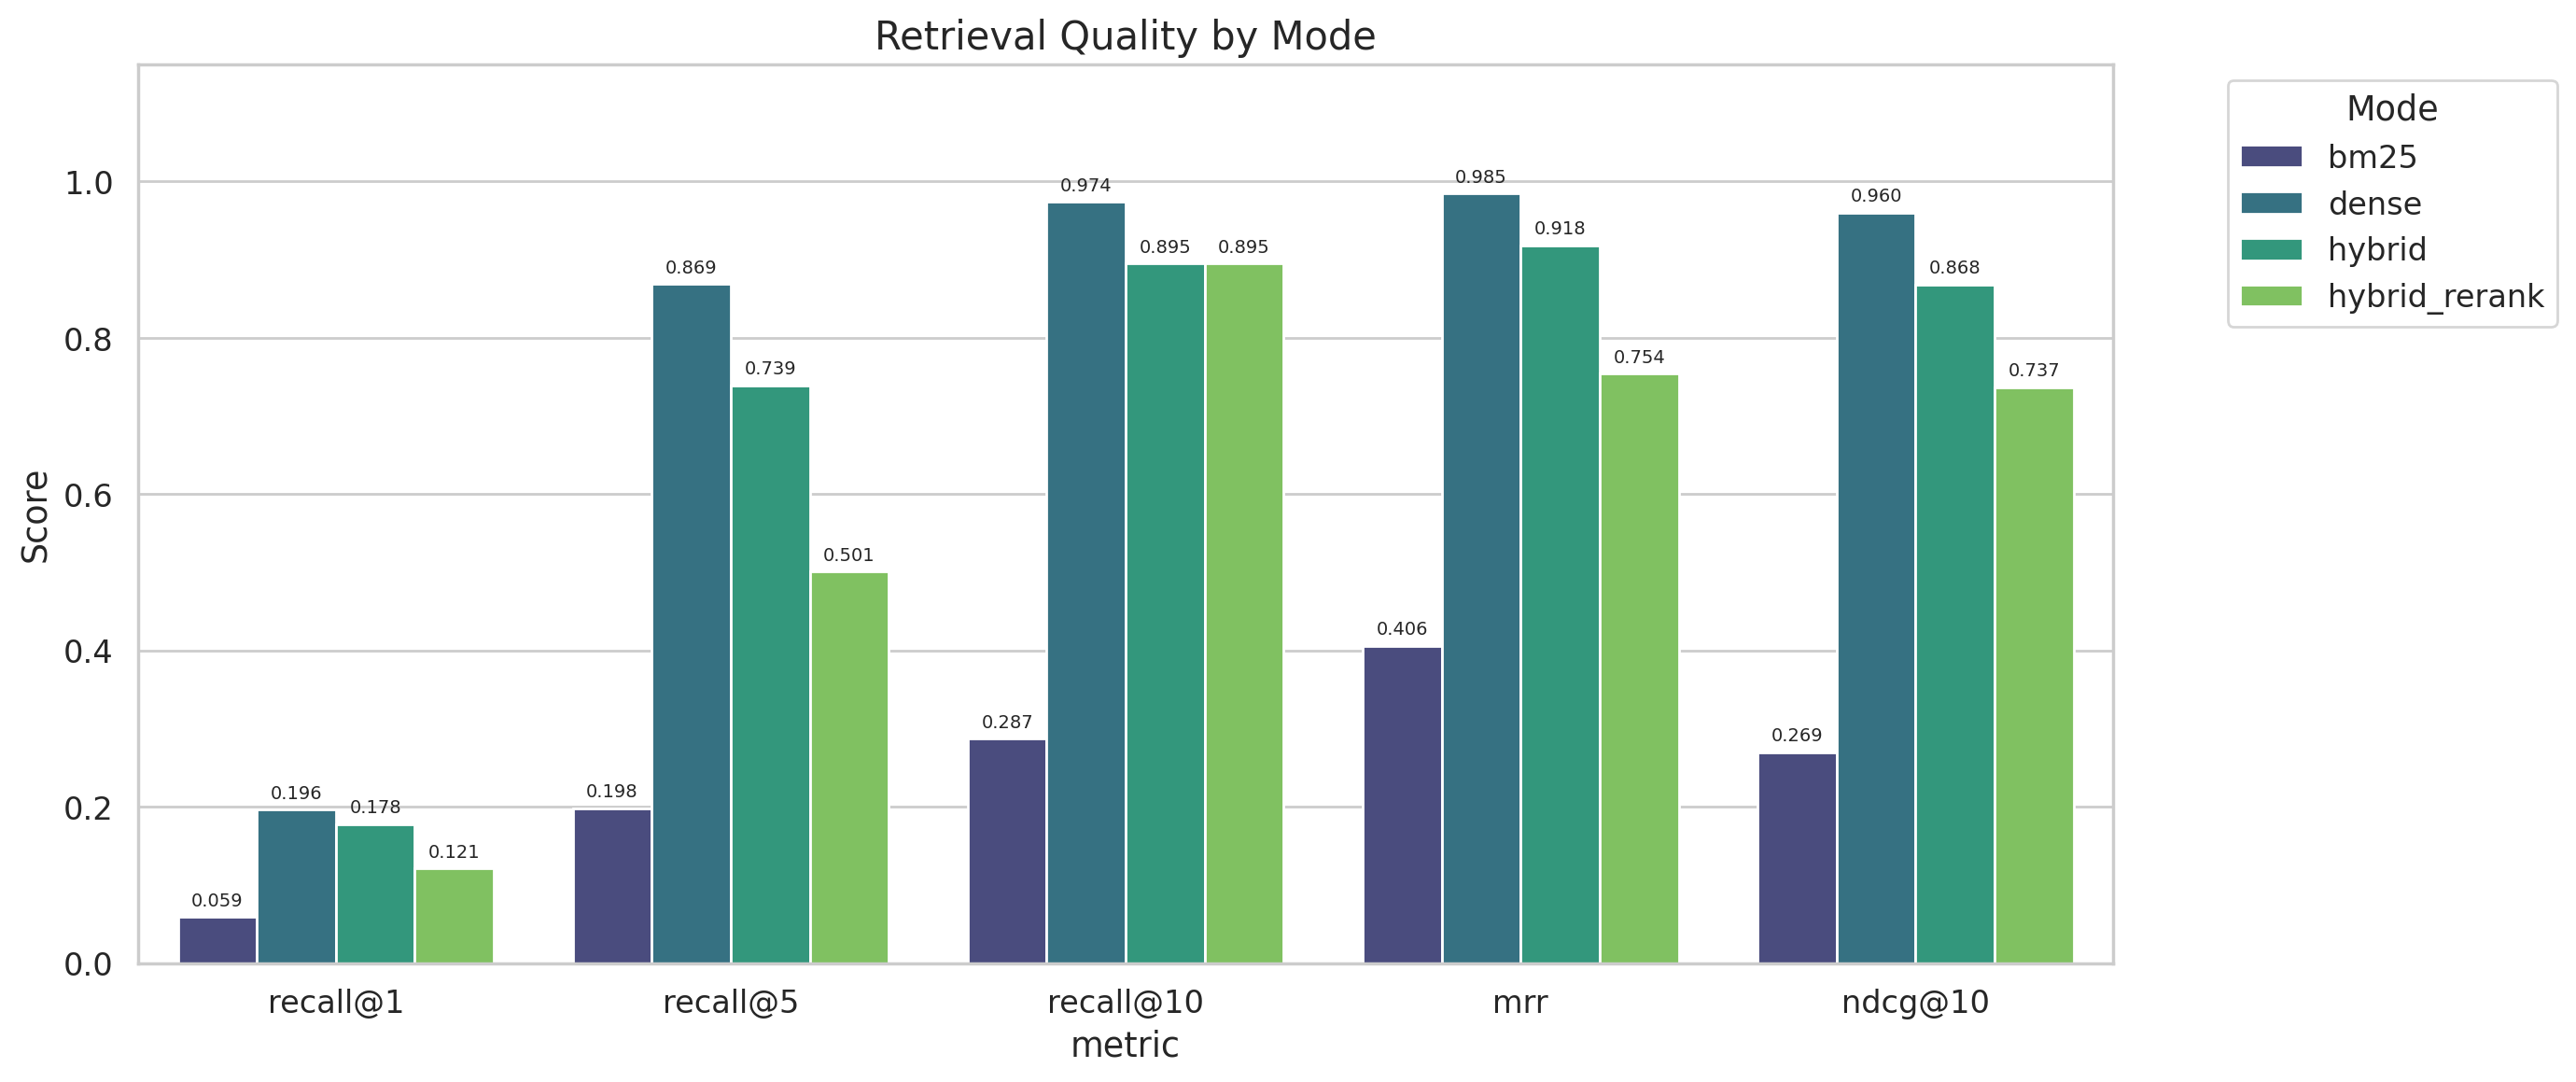 Retrieval Quality by Mode
Mode
bm25
dense
hybrid
hybrid_rerank
Score
1.0
0.8
0.6
0.4
0.2
0.0
0.059
0.196
0.178
0.121
0.198
0.869
0.739
0.501
0.287
0.974
0.895
0.895
0.406
0.985
0.918
0.754
0.269
0.960
0.868
0.737
recall@1
recall@5
recall@10
mrr
ndcg@10
metric